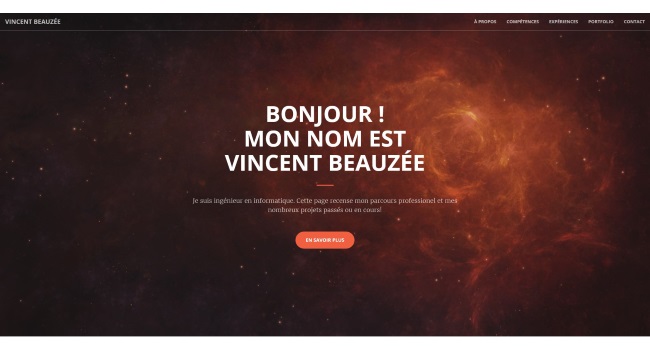 VINCENT BEAUZÉE
À PROPOS COMPÉTENCES EXPÉRIENCES PORTFOLIO CONTACT
BONJOUR !
MON NOM EST
VINCENT BEAUZÉE
Je suis ingénieur en informatique. Cette page recense mon parcours professionel et mes
nombreux projets passés ou en cours!
EN SAVOIR PLUS